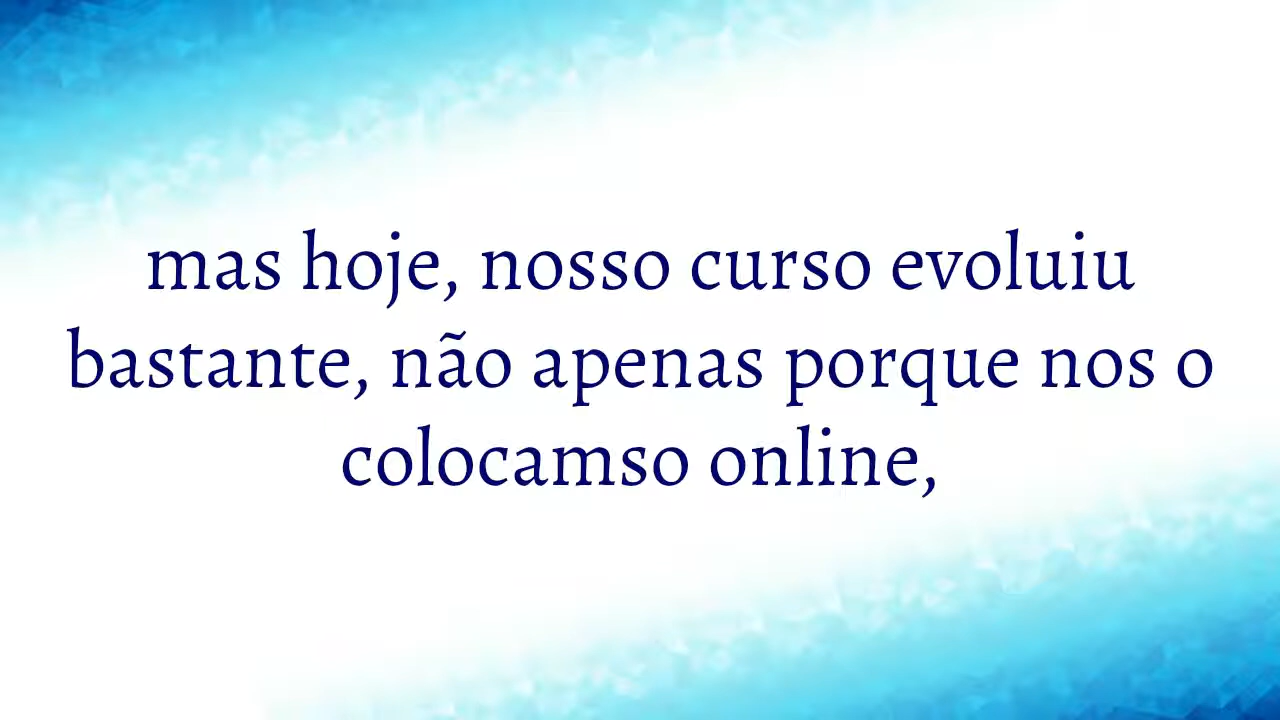 mas hoje, nosso curso evoluiu
bastante, não apenas porque nos o
colocamso online,